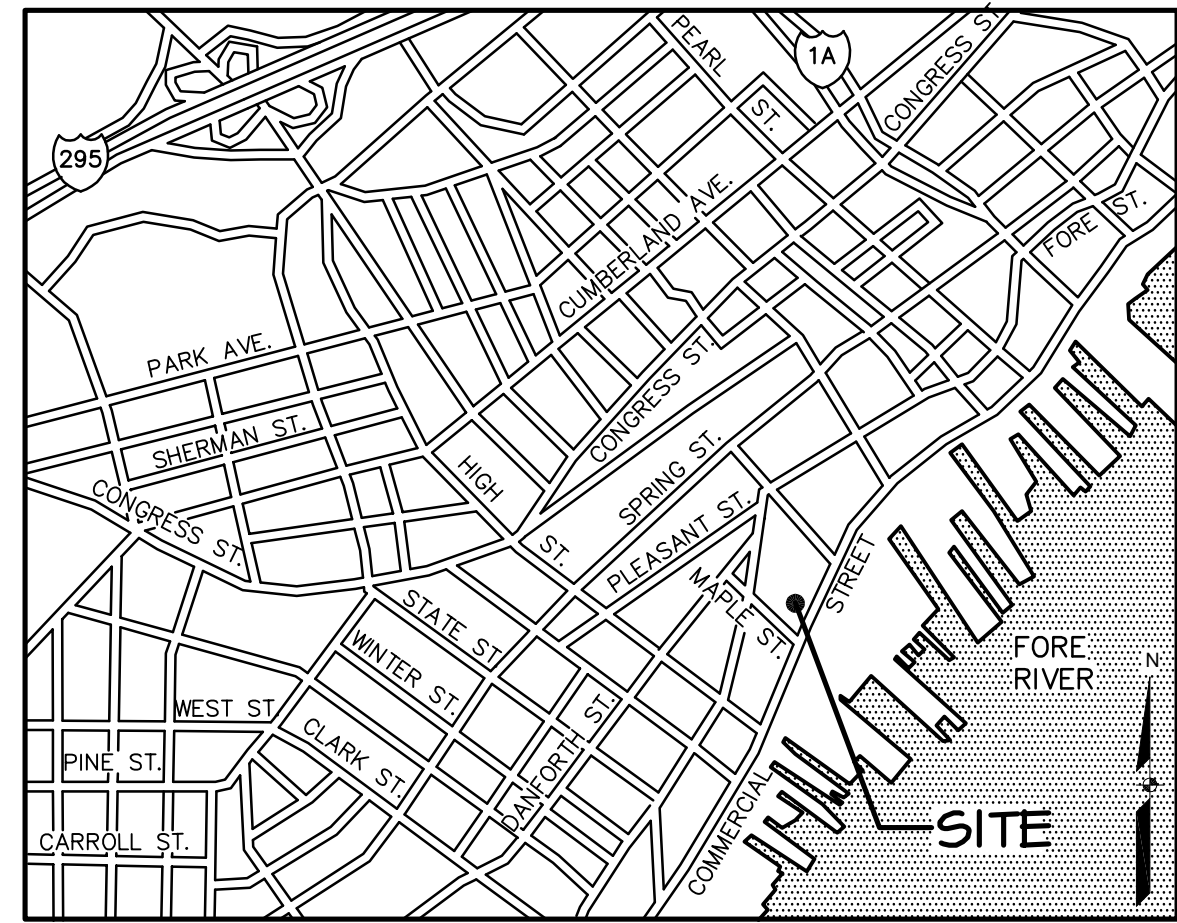 CONGRESS ST.
PEARL
ST.
1A
295
FORE ST.
CUMBERLAND AVE.
PARK AVE.
CONGRESS ST.
SHERMAN ST.
HIGH
ST.
SPRING ST.
CONGRESS ST.
PLEASANT ST.
MAPLE ST.
STREET
STATE ST
WINTER ST.
FORE
RIVER
N
WEST ST
DANFORTH ST.
CLARK ST.
PINE ST.
COMMERCIAL
SITE
CARROLL ST.